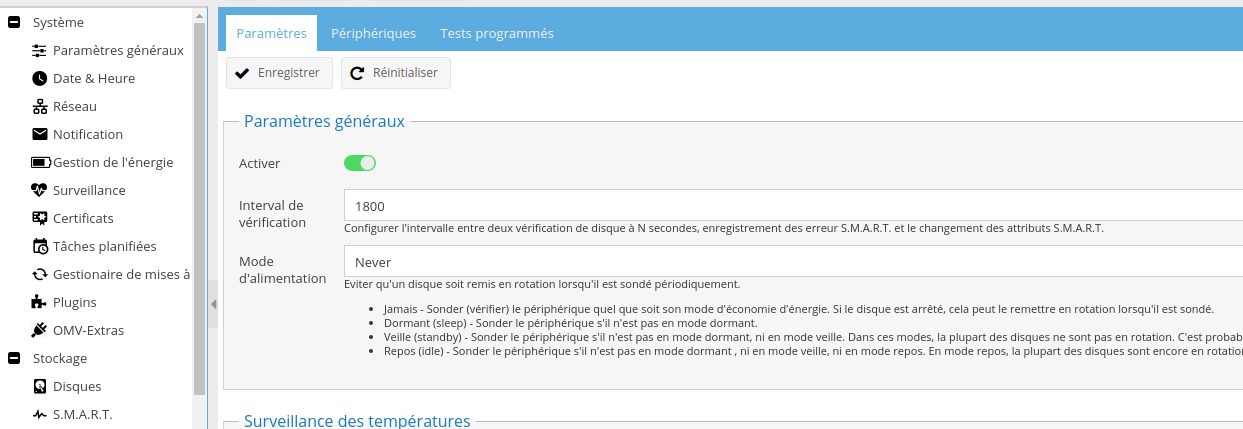 Système
Paramètres généraux
Date & Heure
Réseau
Notification
Gestion de l'énergie
Surveillance
Certificats
Tâches planifiées
Gestionaire de mises à
Plugins
OMV-Extras
Stockage
Disques
S.M.A.R.T.
Paramètres Périphériques Tests programmés
Enregistrer Réinitialiser
Paramètres généraux
Activer
Interval de
vérification
1800
Configurer l'intervalle entre deux vérification de disque à N secondes, enregistrement des erreur S.M.A.R.T. et le changement des attributs S.M.A.R.T.
Mode
d'alimentation
Never
Eviter qu'un disque soit remis en rotation lorsqu'il est sondé périodiquement.
• Jamais - Sonder (vérifier) le périphérique quel que soit son mode d'économie d'énergie. Si le disque est arrêté, cela peut le remettre en rotation lorsqu'il est sondé.
• Dormant (sleep) - Sonder le périphérique s'il n'est pas en mode dormant.
• Veille (standby) - Sonder le périphérique s'il n'est pas en mode dormant, ni en mode veille. Dans ces modes, la plupart des disques ne sont pas en rotation. C'est probab
• Repos (idle) - Sonder le périphérique s'il n'est pas en mode dormant , ni en mode veille, ni en mode repos. En mode repos, la plupart des disques sont encore en rotatio
Surveillance des températures